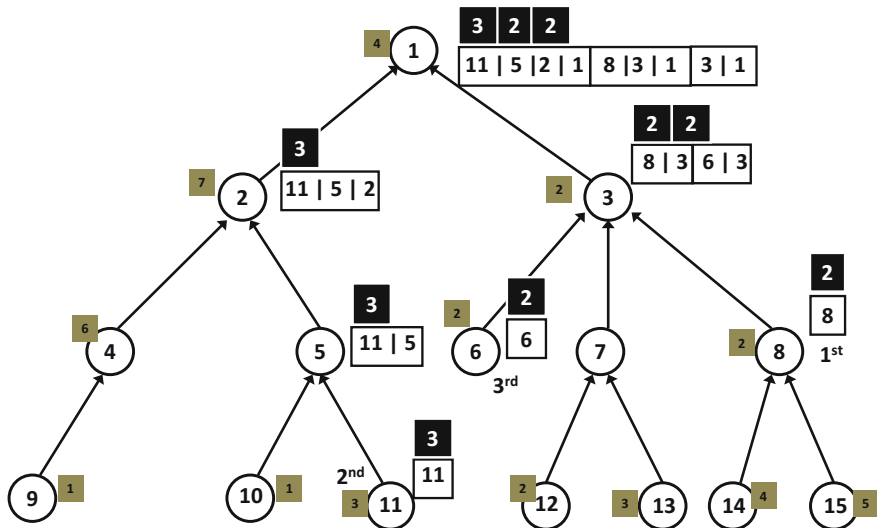 3 2 2
4 1 11 | 5 | 2 | 1 8 | 3 | 1 3 | 1
3 2 2
7 2 11 | 5 | 2 2 3 8 | 3 6 | 3
3 2 2
6 4 5 11 | 5 2 6 6 7 2 8 8
3rd 1st
3
2nd 11
9 1 10 1 3 11 2 12 3 13 14 4 15 5